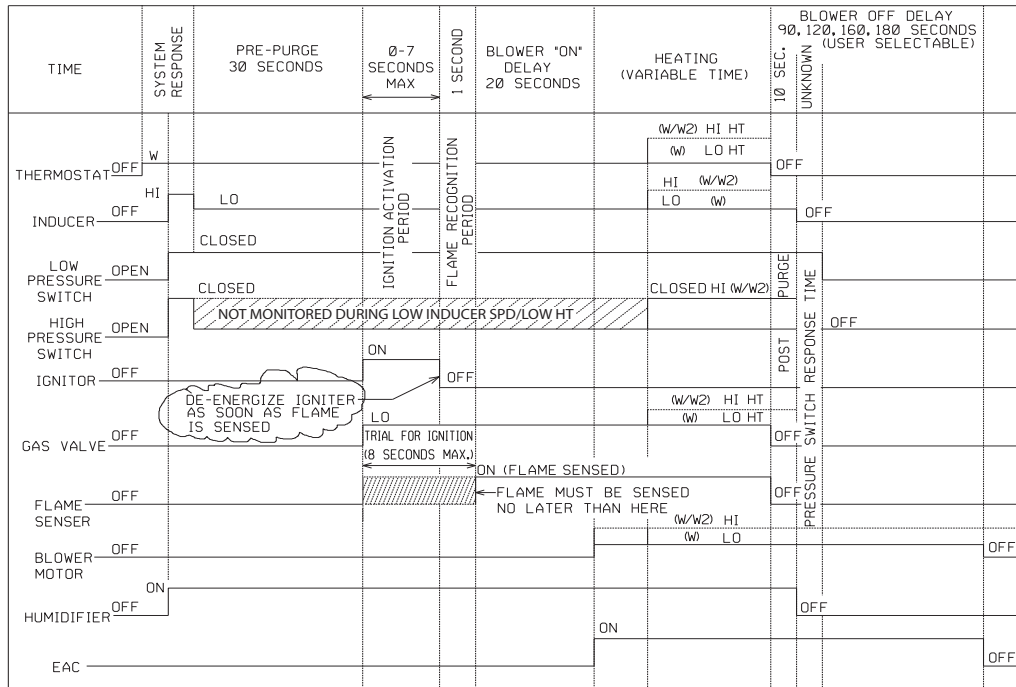 TIME
SYSTEM
RESPONSE
PRE-PURGE
30 SECONDS
0-7
SECONDS
MAX
1 SECOND
BLOWER "ON"
DELAY
20 SECONDS
HEATING
(VARIABLE TIME)
10 SEC.
UNKNOWN
BLOWER OFF DELAY
90,120,160,180 SECONDS
(USER SELECTABLE)
THERMOSTAT
OFF
W
IGNITION ACTIVATION
PERIOD
FLAME RECOGNITION
PERIOD
(W/W2) HI HT
(W) LO HT
OFF
INDUCER
OFF
HI
LO
HI (W/W2)
LO (W)
OFF
LOW
PRESSURE
SWITCH
OPEN
CLOSED
HIGH
PRESSURE
SWITCH
OPEN
CLOSED
NOT MONITORED DURING LOW INDUCER SPD/LOW HT
CLOSED HI (W/W2)
POST PURGE
PRESSURE SWITCH RESPONSE TIME
OFF
IGNITOR
OFF
ON
OFF
DE-ENERGIZE IGNITER
AS SOON AS FLAME
IS SENSED
GAS VALVE
OFF
LO
(W/W2) HI HT
(W) LO HT
OFF
TRIAL FOR IGNITION
(8 SECONDS MAX.)
FLAME
SENSER
OFF
ON (FLAME SENSED)
FLAME MUST BE SENSED
NO LATER THAN HERE
OFF
BLOWER
MOTOR
OFF
(W/W2) HI
(W) LO
OFF
HUMIDIFIER
OFF
ON
OFF
EAC
ON
OFF